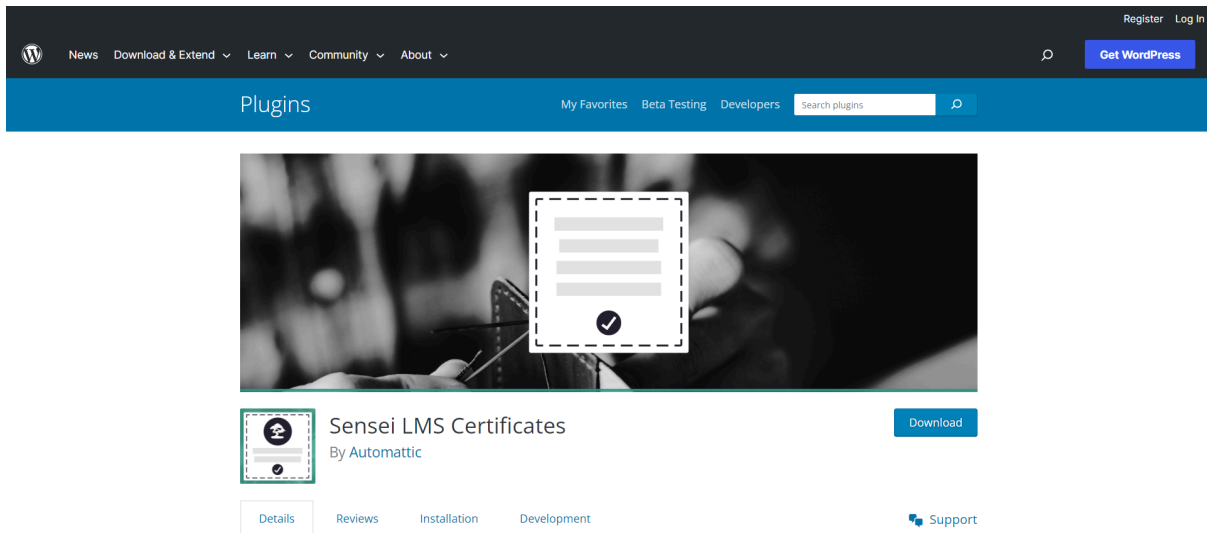 Register Log In
News Download & Extend Learn Community About Get WordPress
Plugins My Favorites Beta Testing Developers Search plugins
Sensei LMS Certificates
Download
By Automattic
Details Reviews Installation Development Support